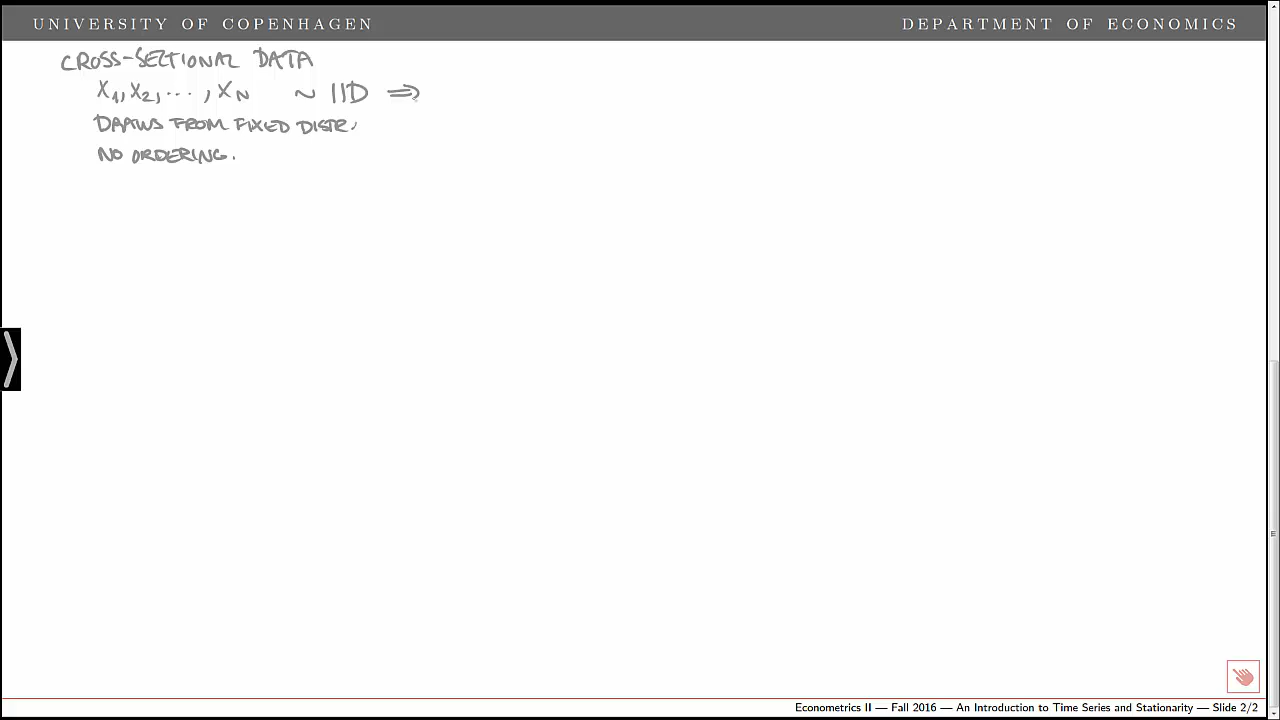 UNIVERSITY OF COPENHAGEN
DEPARTMENT OF ECONOMICS
CROSS-SECTIONAL DATA
X₁, X₂, ..., X_N ~ IID ⇒
DRAWS FROM FIXED DISTR.
NO ORDERING.
Econometrics II — Fall 2016 — An Introduction to Time Series and Stationarity — Slide 2/2